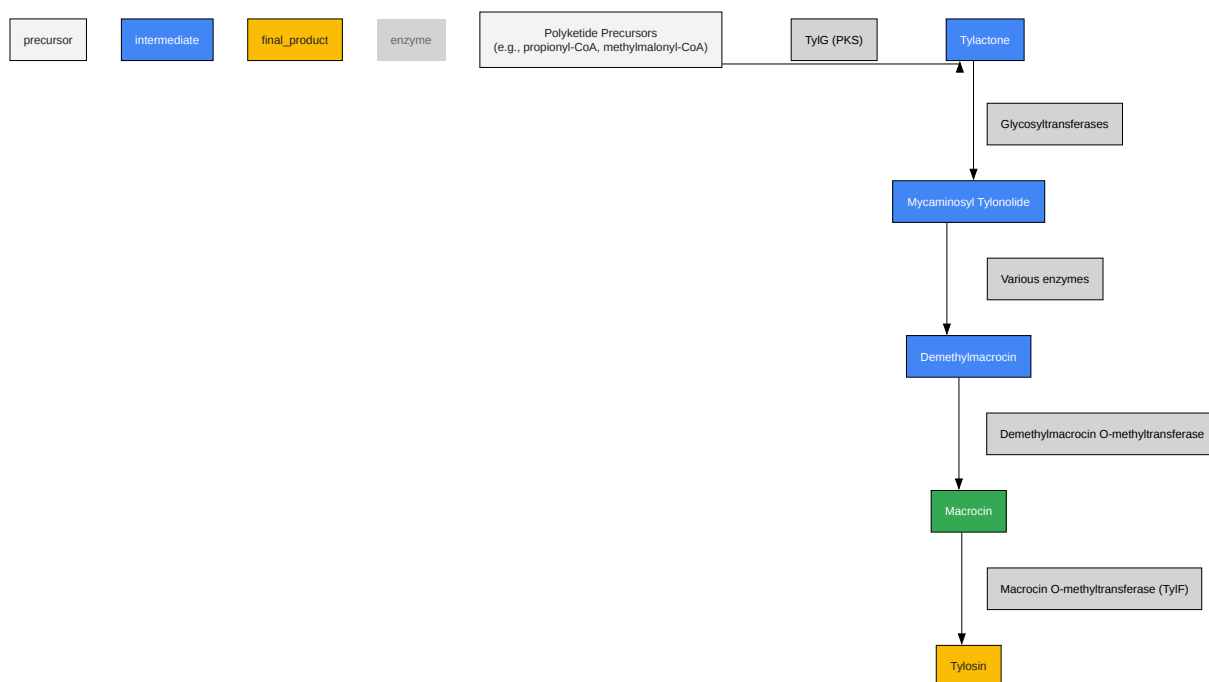 precursor
intermediate
final_product
enzyme
Polyketide Precursors
(e.g., propionyl-CoA, methylmalonyl-CoA)
TylG (PKS)
Tylactone
Glycosyltransferases
Mycaminosyl Tylonolide
Various enzymes
Demethylmacrocin
Demethylmacrocin O-methyltransferase
Macrocin
Macrocin O-methyltransferase (TylF)
Tylosin